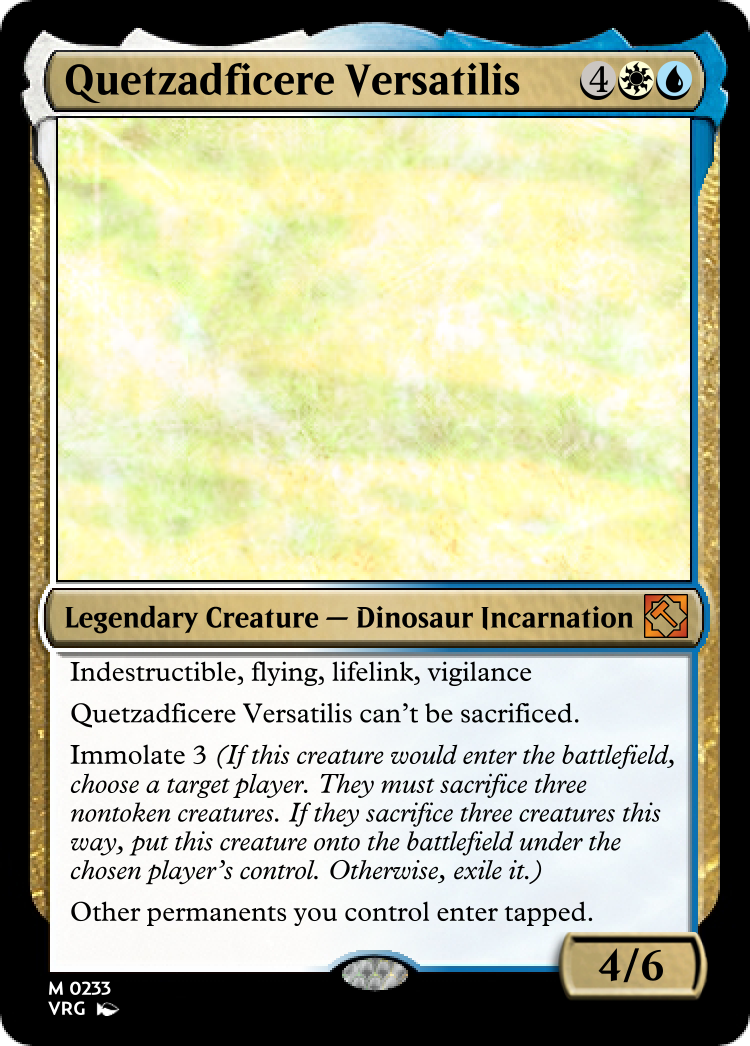 Quetzadficere Versatilis 4
Legendary Creature — Dinosaur Incarnation
Indestructible, flying, lifelink, vigilance
Quetzadficere Versatilis can't be sacrificed.
Immolate 3 (If this creature would enter the battlefield,
choose a target player. They must sacrifice three
nontoken creatures. If they sacrifice three creatures this
way, put this creature onto the battlefield under the
chosen player's control. Otherwise, exile it.)
Other permanents you control enter tapped.
4/6
M 0233
VRG